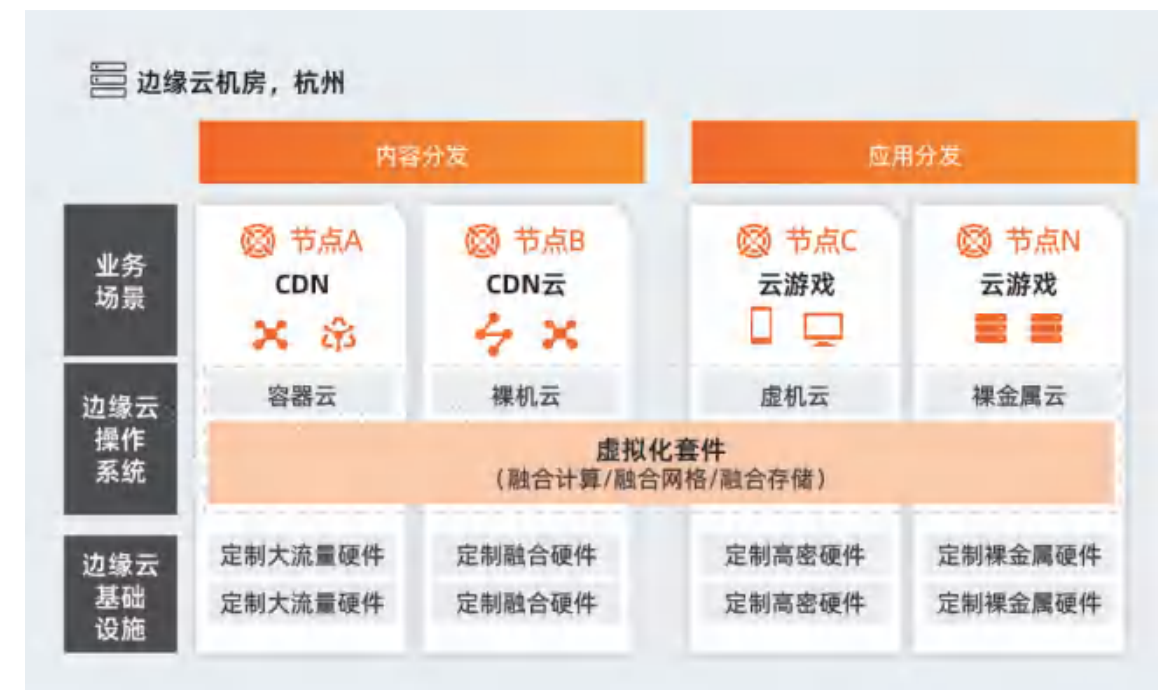 边缘云机房，杭州
内容分发
应用分发
业务
场景
节点A
CDN
节点B
CDN云
节点C
云游戏
节点N
云游戏
边缘云
操作
系统
容器云
裸机云
虚机云
裸金属云
虚拟化套件
（融合计算/融合网格/融合存储）
边缘云
基础
设施
定制大流量硬件
定制融合硬件
定制高密硬件
定制裸金属硬件
定制大流量硬件
定制融合硬件
定制高密硬件
定制裸金属硬件